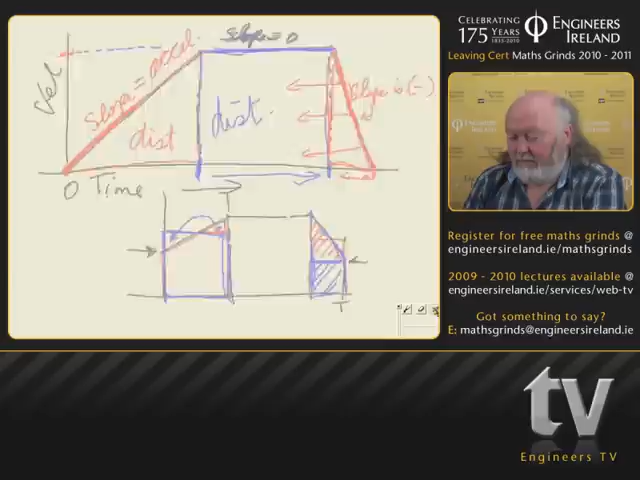 CELEBRATING
175 YEARS
1835-2010
ENGINEERS
IRELAND
Leaving Cert Maths Grinds 2010 - 2011
slope = 0
Vel
slope = accel.
dist
dist.
slope is (-)
0 Time
T
Register for free maths grinds @
engineersireland.ie/mathsgrinds
2009 - 2010 lectures available @
engineersireland.ie/services/web-tv
Got something to say?
E: mathsgrinds@engineersireland.ie
tv
Engineers TV